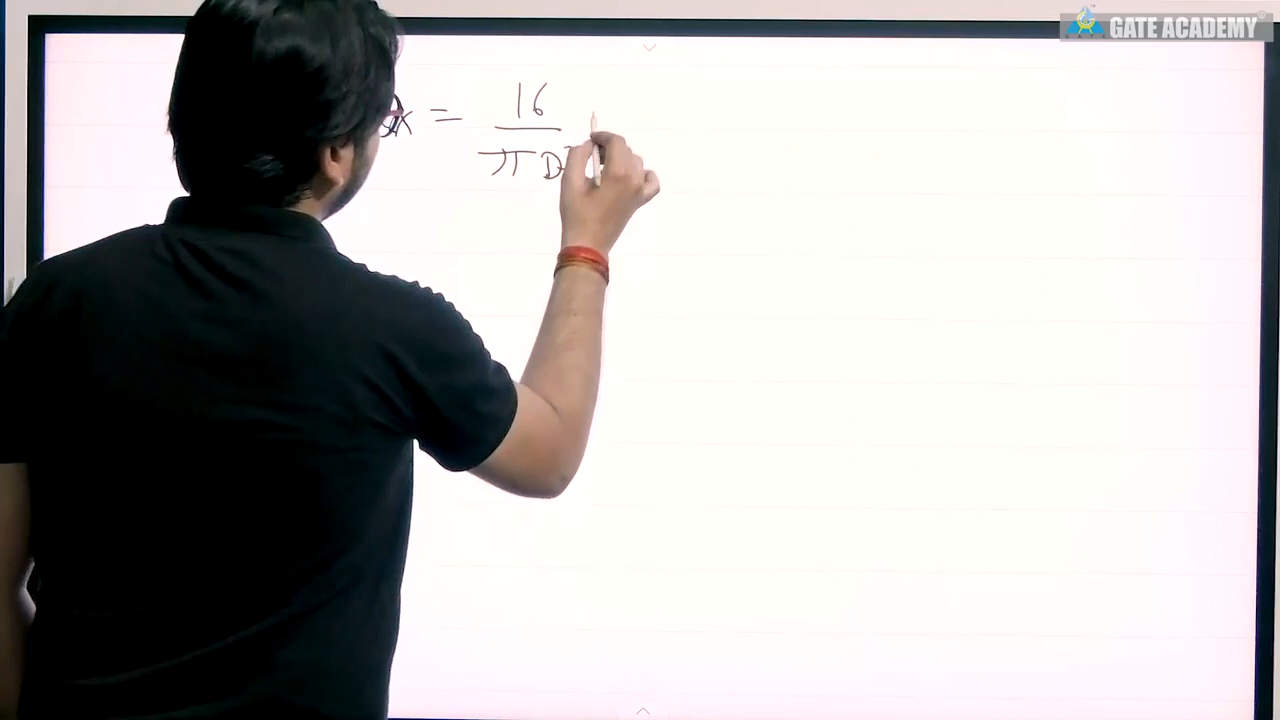 GATE ACADEMY
x = 16
π D